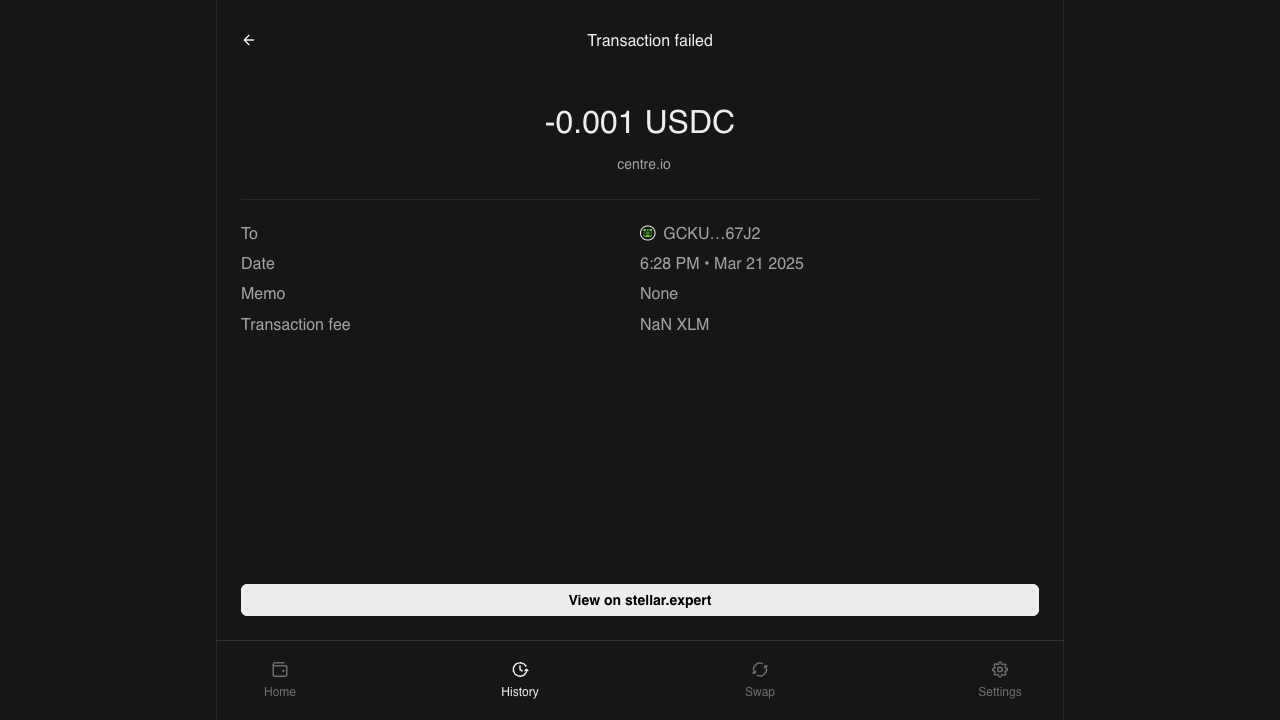 Transaction failed
-0.001 USDC
centre.io
To GCKU...67J2
Date 6:28 PM • Mar 21 2025
Memo None
Transaction fee NaN XLM
View on stellar.expert
Home History Swap Settings